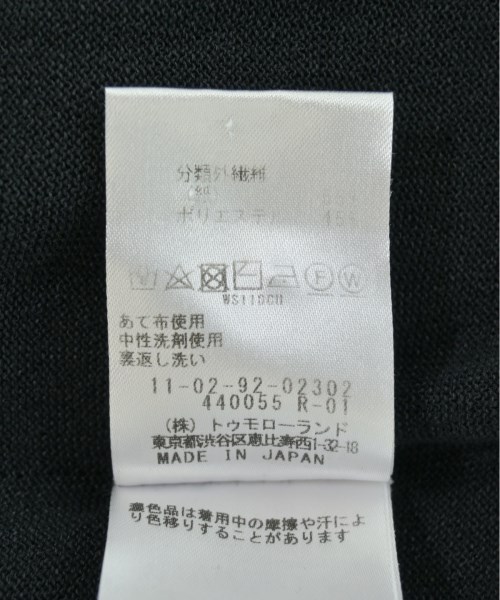 分類外繊維
(紙)
ポリエステル 45%
F W
あて布使用
中性洗剤使用
裏返し洗い
11-02-92-02302
440055 R-01
(株) トゥモローランド
東京都渋谷区恵比寿西1-32-18
MADE IN JAPAN
濃色品は着用中の摩擦や汗によ
り色移りすることがあります